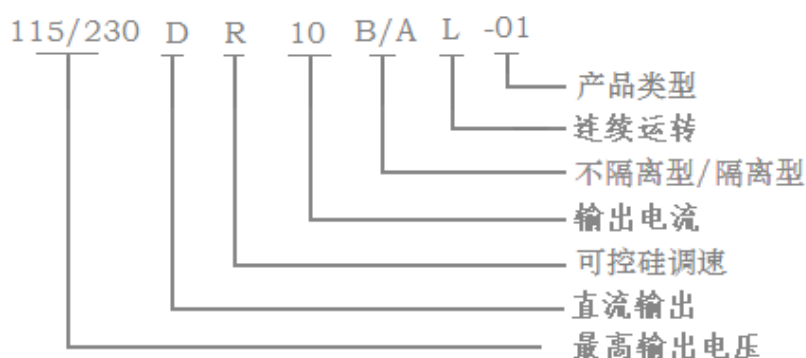 115/230 D R 10 B/A L -01
产品类型
连续运转
不隔离型/隔离型
输出电流
可控硅调速
直流输出
最高输出电压